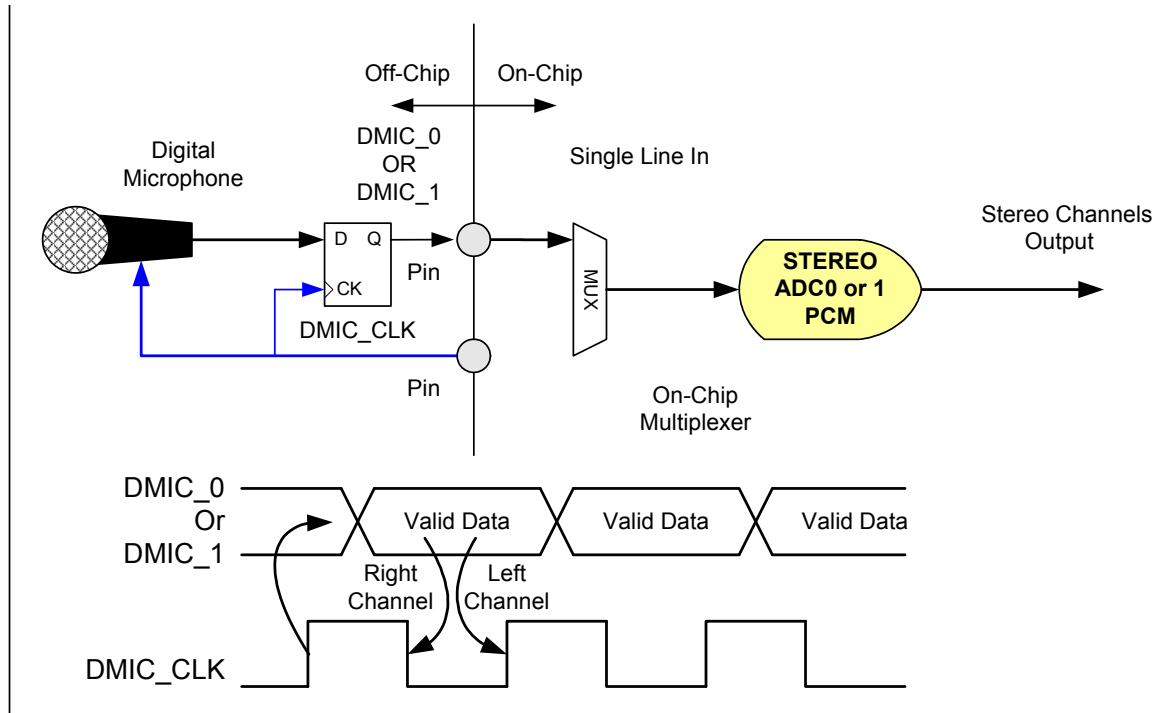 Off-Chip
On-Chip
DMIC_0
OR
DMIC_1
Digital
Microphone
Single Line In
Stereo Channels
Output
D Q
CK
Pin
MUX
STEREO
ADC0 or 1
PCM
DMIC_CLK
Pin
On-Chip
Multiplexer
DMIC_0
Or
DMIC_1
Valid Data
Valid Data
Valid Data
Right
Channel
Left
Channel
DMIC_CLK